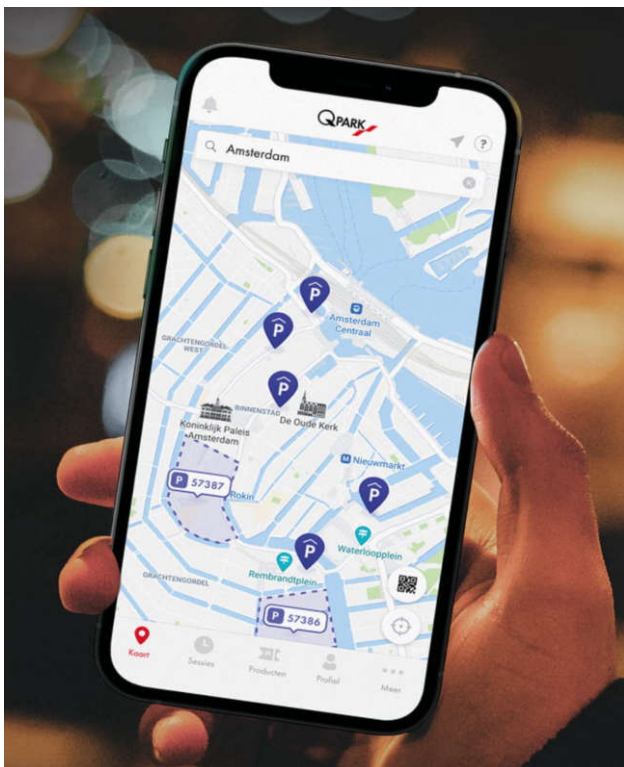 QPARK
?
Amsterdam
Amsterdam
Centraal
GRACHTENGORDEL-
WEST
BINNENSTAD
De Oude Kerk
Koninklijk Paleis
Amsterdam
Nieuwmarkt
P 57387
Rokin
Waterlooplein
Rembrandtplein
GRACHTENGORDEL
P 57386
Kaart
Sessies
Producten
Profiel
Meer